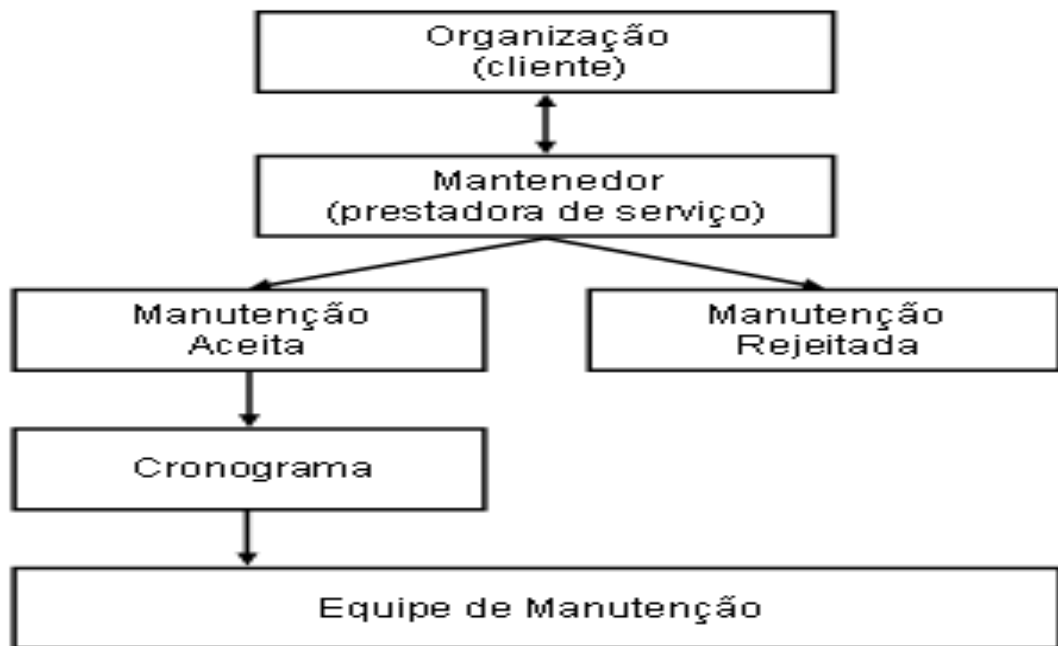 Organização
(cliente)
Mantenedor
(prestadora de serviço)
Manutenção
Aceita
Manutenção
Rejeitada
Cronograma
Equipe de Manutenção